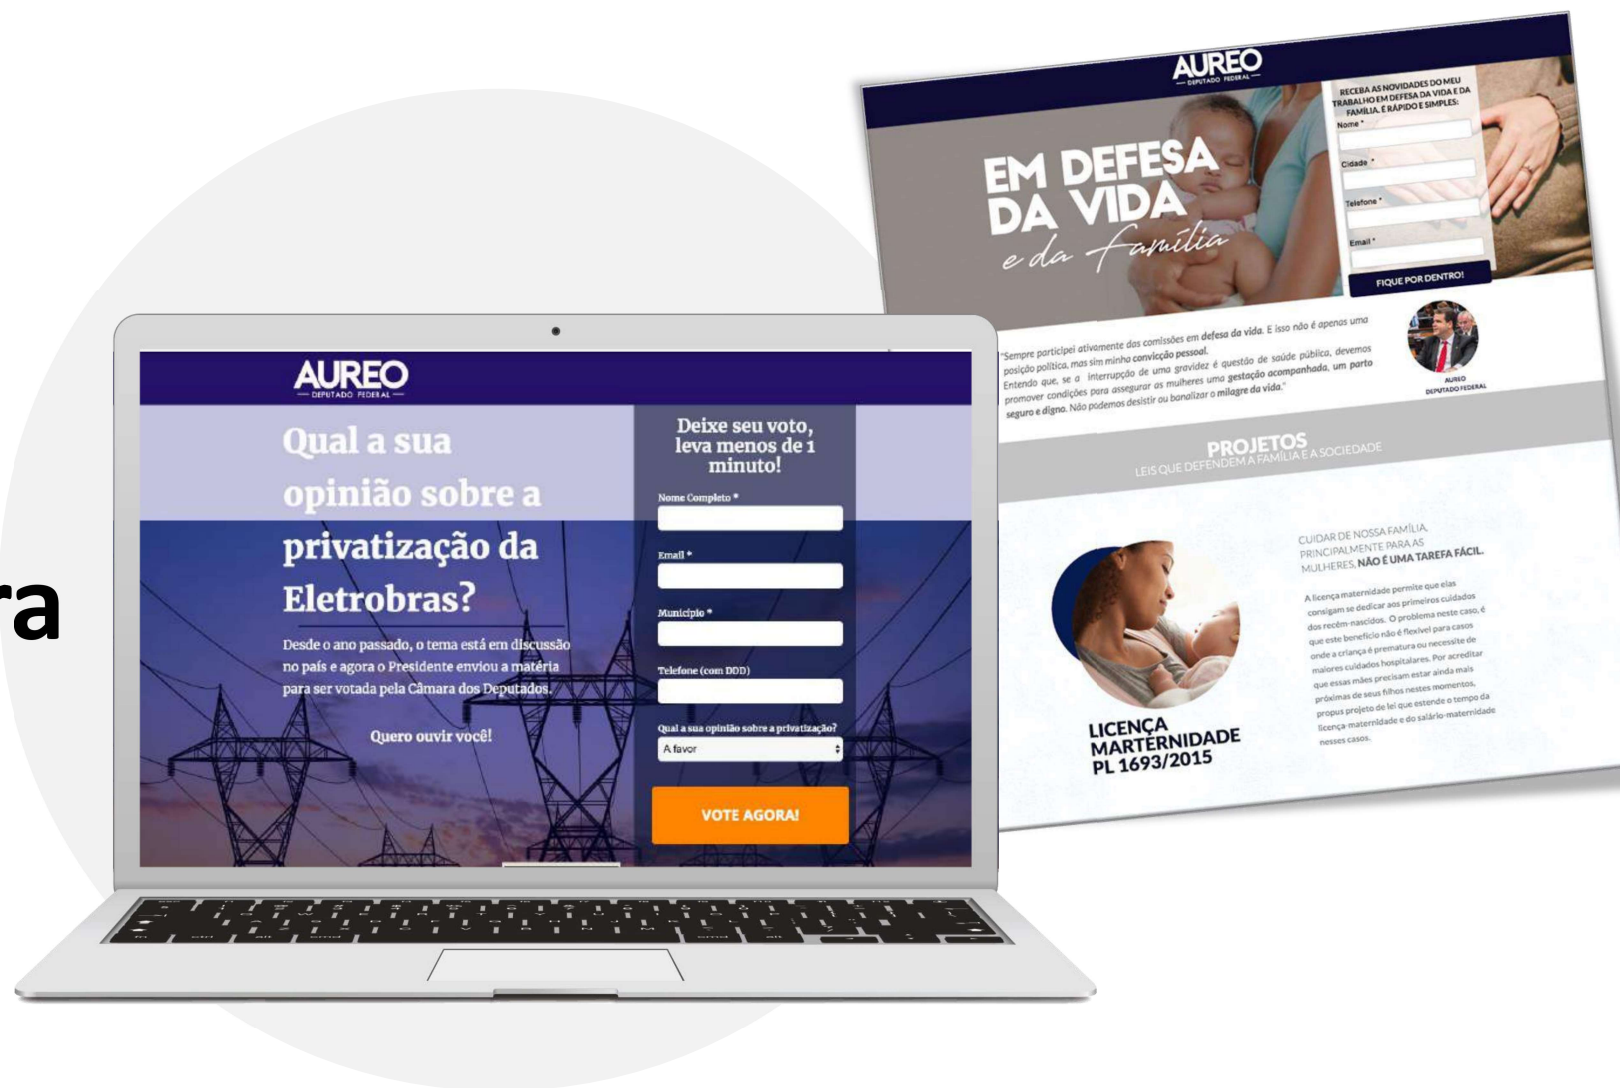 ra
AUREO
DEPUTADO FEDERAL
Qual a sua
opinião sobre a
privatização da
Eletrobras?
Desde o ano passado, o tema está em discussão
no país e agora o Presidente enviou a matéria
para ser votada pela Câmara dos Deputados.
Quero ouvir você!
Deixe seu voto,
leva menos de 1
minuto!
Nome Completo *
Email *
Município *
Telefone (com DDD)
Qual a sua opinião sobre a privatização?
A favor
VOTE AGORA!
AUREO
DEPUTADO FEDERAL
EM DEFESA
DA VIDA
e da família
RECEBA AS NOVIDADES DO MEU
TRABALHO EM DEFESA DA VIDA E DA
FAMÍLIA. É RÁPIDO E SIMPLES:
Nome *
Cidade *
Telefone *
Email *
FIQUE POR DENTRO!
"Sempre participei ativamente das comissões em defesa da vida. E isso não é apenas uma
posição política, mas sim minha convicção pessoal.
Entendo que, se a interrupção de uma gravidez é questão de saúde pública, devemos
promover condições para assegurar as mulheres uma gestação acompanhada, um parto
seguro e digno. Não podemos desistir ou banalizar o milagre da vida."
AUREO
DEPUTADO FEDERAL
PROJETOS
LEIS QUE DEFENDEM A FAMÍLIA E A SOCIEDADE
LICENÇA
MARTERNIDADE
PL 1693/2015
CUIDAR DE NOSSA FAMÍLIA,
PRINCIPALMENTE PARA AS
MULHERES, NÃO É UMA TAREFA FÁCIL.
A licença maternidade permite que elas
consigam se dedicar aos primeiros cuidados
dos recém-nascidos. O problema neste caso, é
que este benefício não é flexível para casos
onde a criança é prematura ou necessite de
maiores cuidados hospitalares. Por acreditar
que essas mães precisam estar ainda mais
próximas de seus filhos nestes momentos,
propus projeto de lei que estende o tempo da
licença-maternidade e do salário-maternidade
nesses casos.